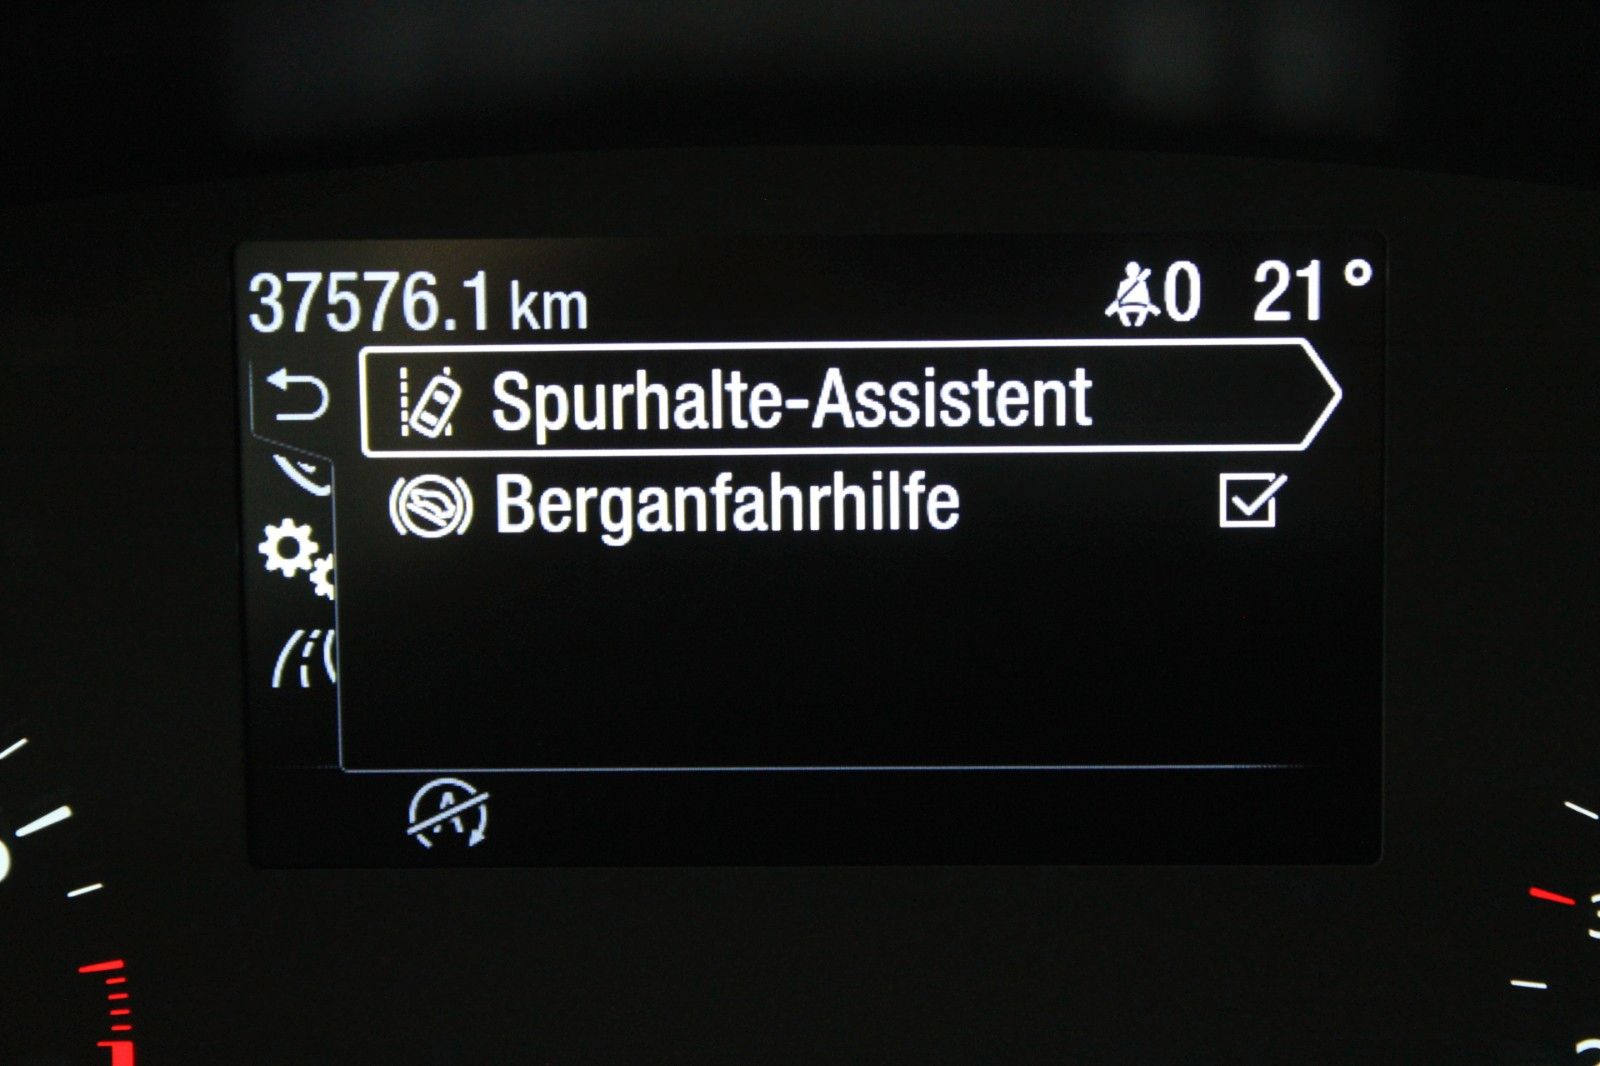 37576.1 km 0 21°
Spurhalte-Assistent
Berganfahrhilfe
A